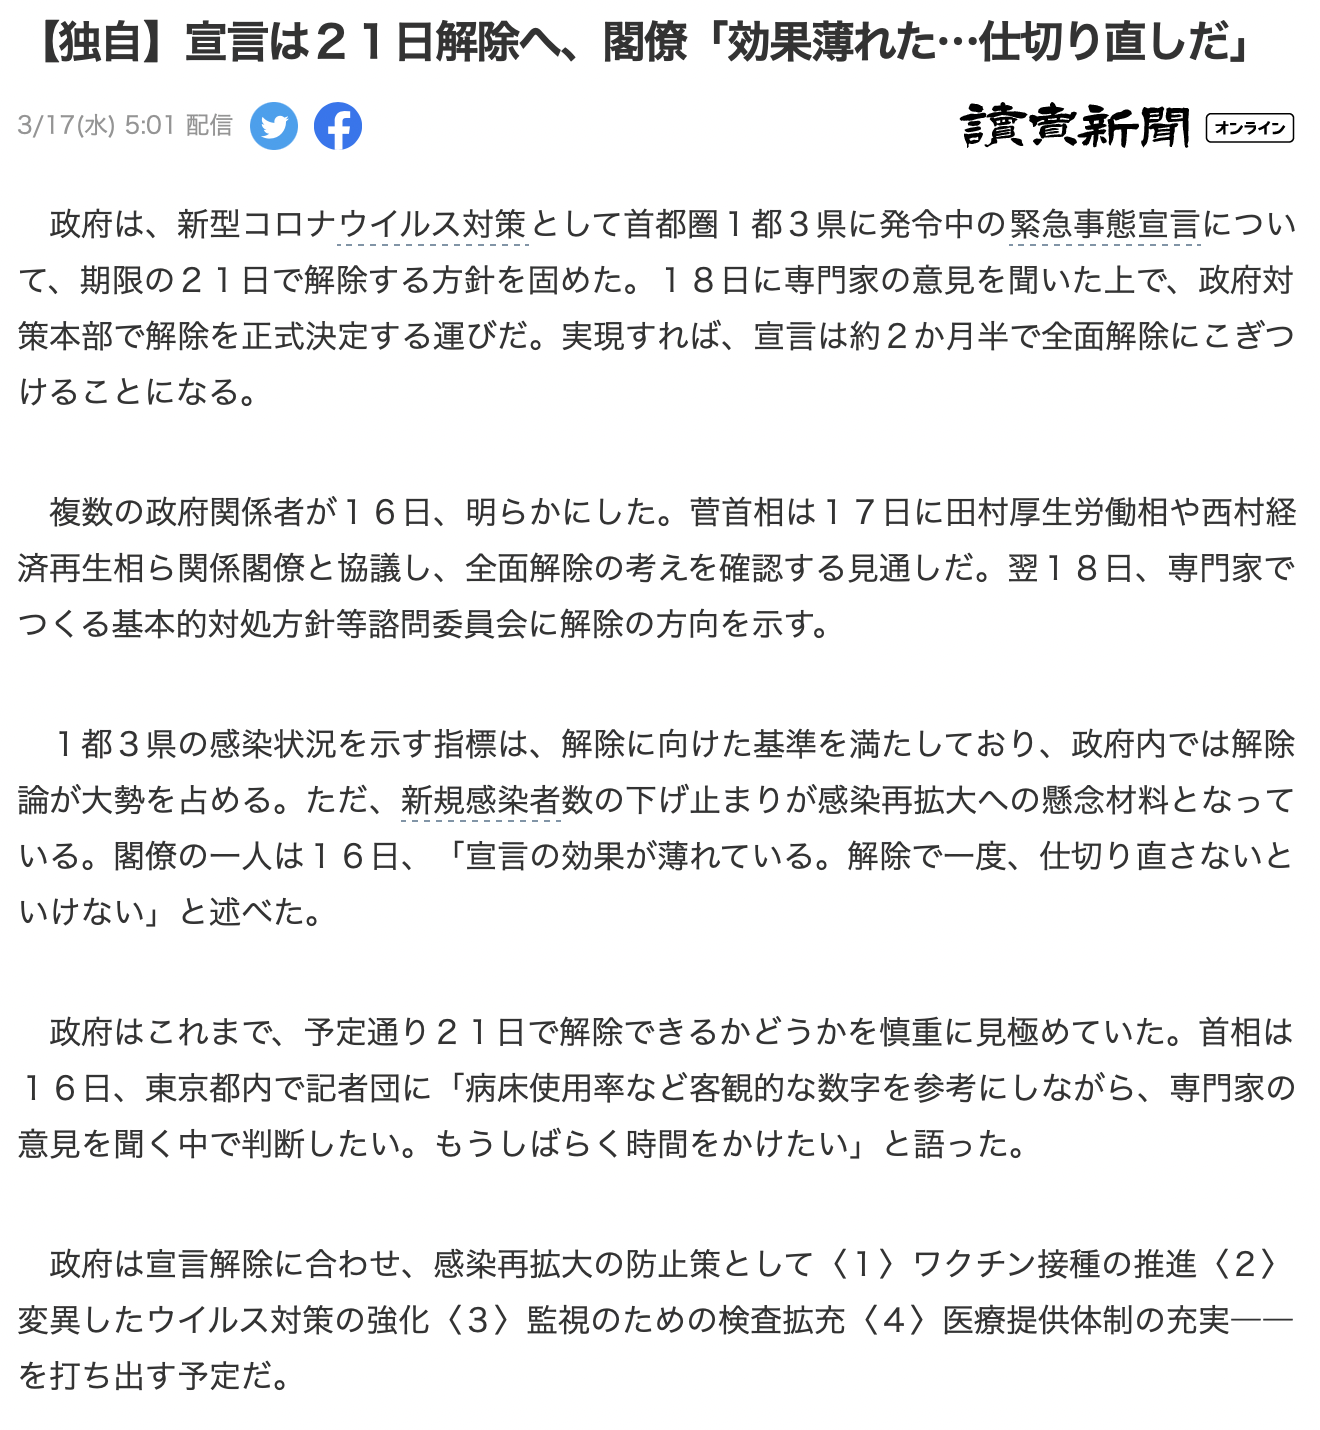 【独自】宣言は２１日解除へ、閣僚「効果薄れた…仕切り直しだ」
3/17(水) 5:01 配信
讀賣新聞 オンライン
　政府は、新型コロナウイルス対策として首都圏１都３県に発令中の緊急事態宣言につい
て、期限の２１日で解除する方針を固めた。１８日に専門家の意見を聞いた上で、政府対
策本部で解除を正式決定する運びだ。実現すれば、宣言は約２か月半で全面解除にこぎつ
けることになる。
　複数の政府関係者が１６日、明らかにした。菅首相は１７日に田村厚生労働相や西村経
済再生相ら関係閣僚と協議し、全面解除の考えを確認する見通しだ。翌１８日、専門家で
つくる基本的対処方針等諮問委員会に解除の方向を示す。
　１都３県の感染状況を示す指標は、解除に向けた基準を満たしており、政府内では解除
論が大勢を占める。ただ、新規感染者数の下げ止まりが感染再拡大への懸念材料となって
いる。閣僚の一人は１６日、「宣言の効果が薄れている。解除で一度、仕切り直さないと
いけない」と述べた。
　政府はこれまで、予定通り２１日で解除できるかどうかを慎重に見極めていた。首相は
１６日、東京都内で記者団に「病床使用率など客観的な数字を参考にしながら、専門家の
意見を聞く中で判断したい。もうしばらく時間をかけたい」と語った。
　政府は宣言解除に合わせ、感染再拡大の防止策として〈１〉ワクチン接種の推進〈２〉
変異したウイルス対策の強化〈３〉監視のための検査拡充〈４〉医療提供体制の充実――
を打ち出す予定だ。